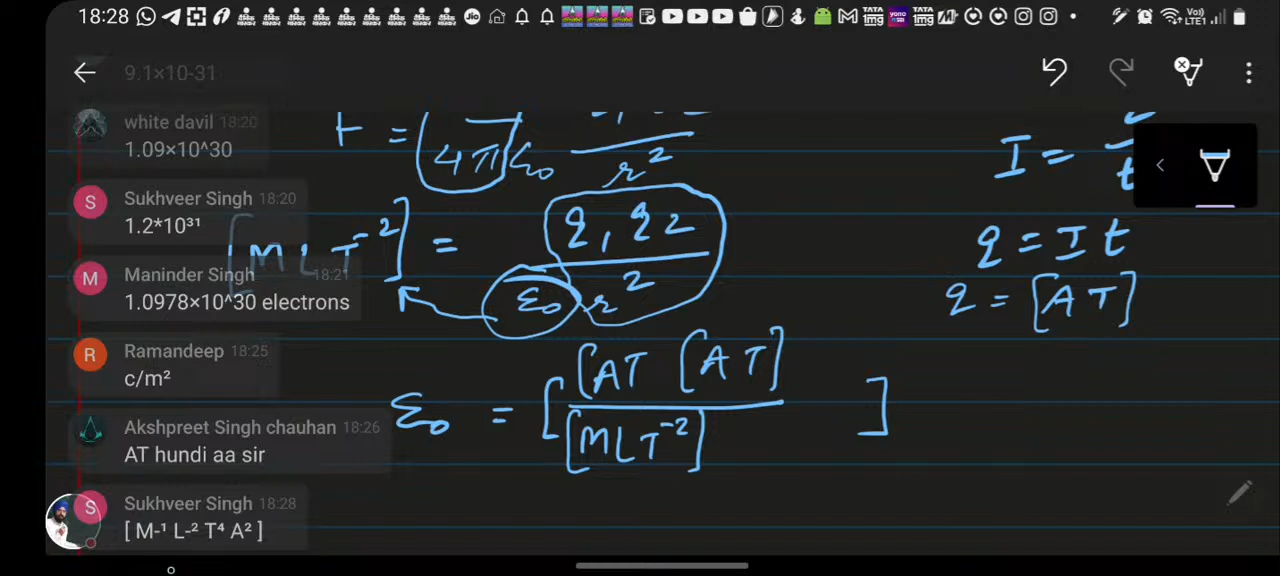 18:28
9.1×10-31
white davil 18:20
1.09×10^30
Sukhveer Singh 18:20
1.2*10³¹
Maninder Singh 18:21
1.0978×10^30 electrons
Ramandeep 18:25
c/m²
Akshpreet Singh chauhan 18:26
AT hundi aa sir
Sukhveer Singh 18:28
[ M-¹ L-² T⁴ A² ]
4π ε₀ r²
[M L T⁻²] = q₁ q₂ / ε₀ r²
ε₀ = [ [AT [AT] / [MLT⁻²] ]
I = / t
q = I t
q = [AT]